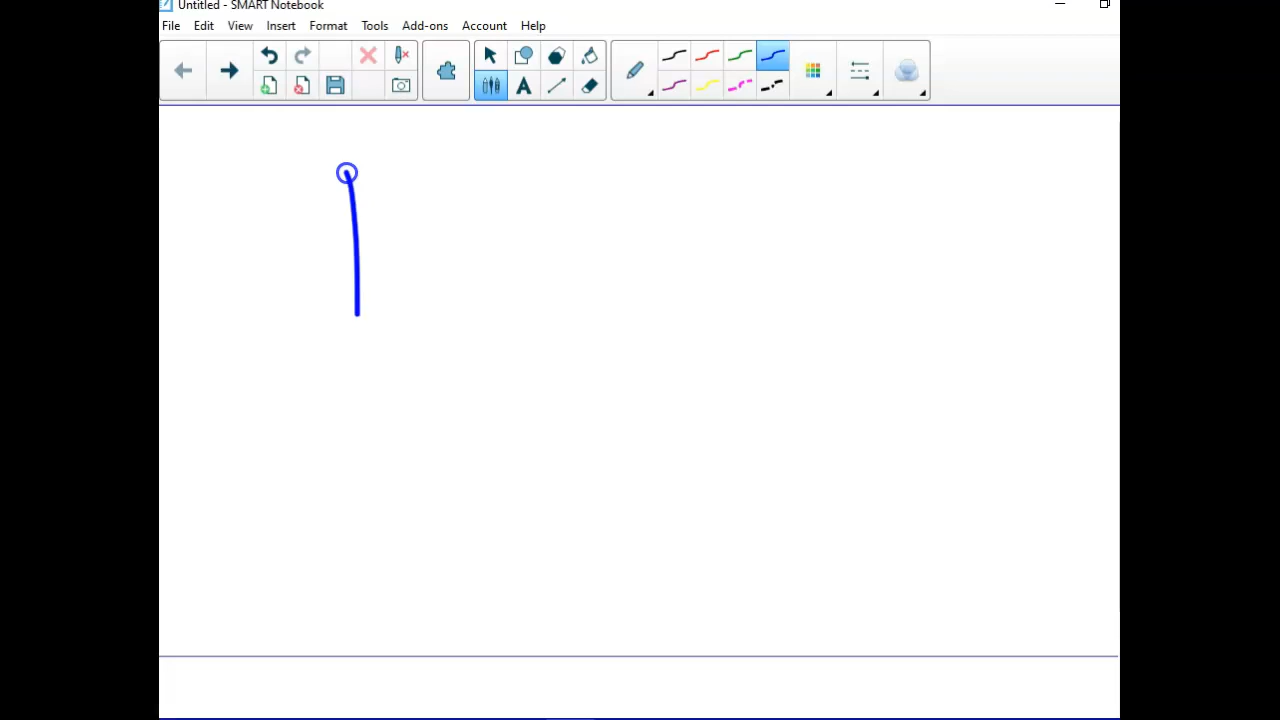 Untitled - SMART Notebook
File Edit View Insert Format Tools Add-ons Account Help
A